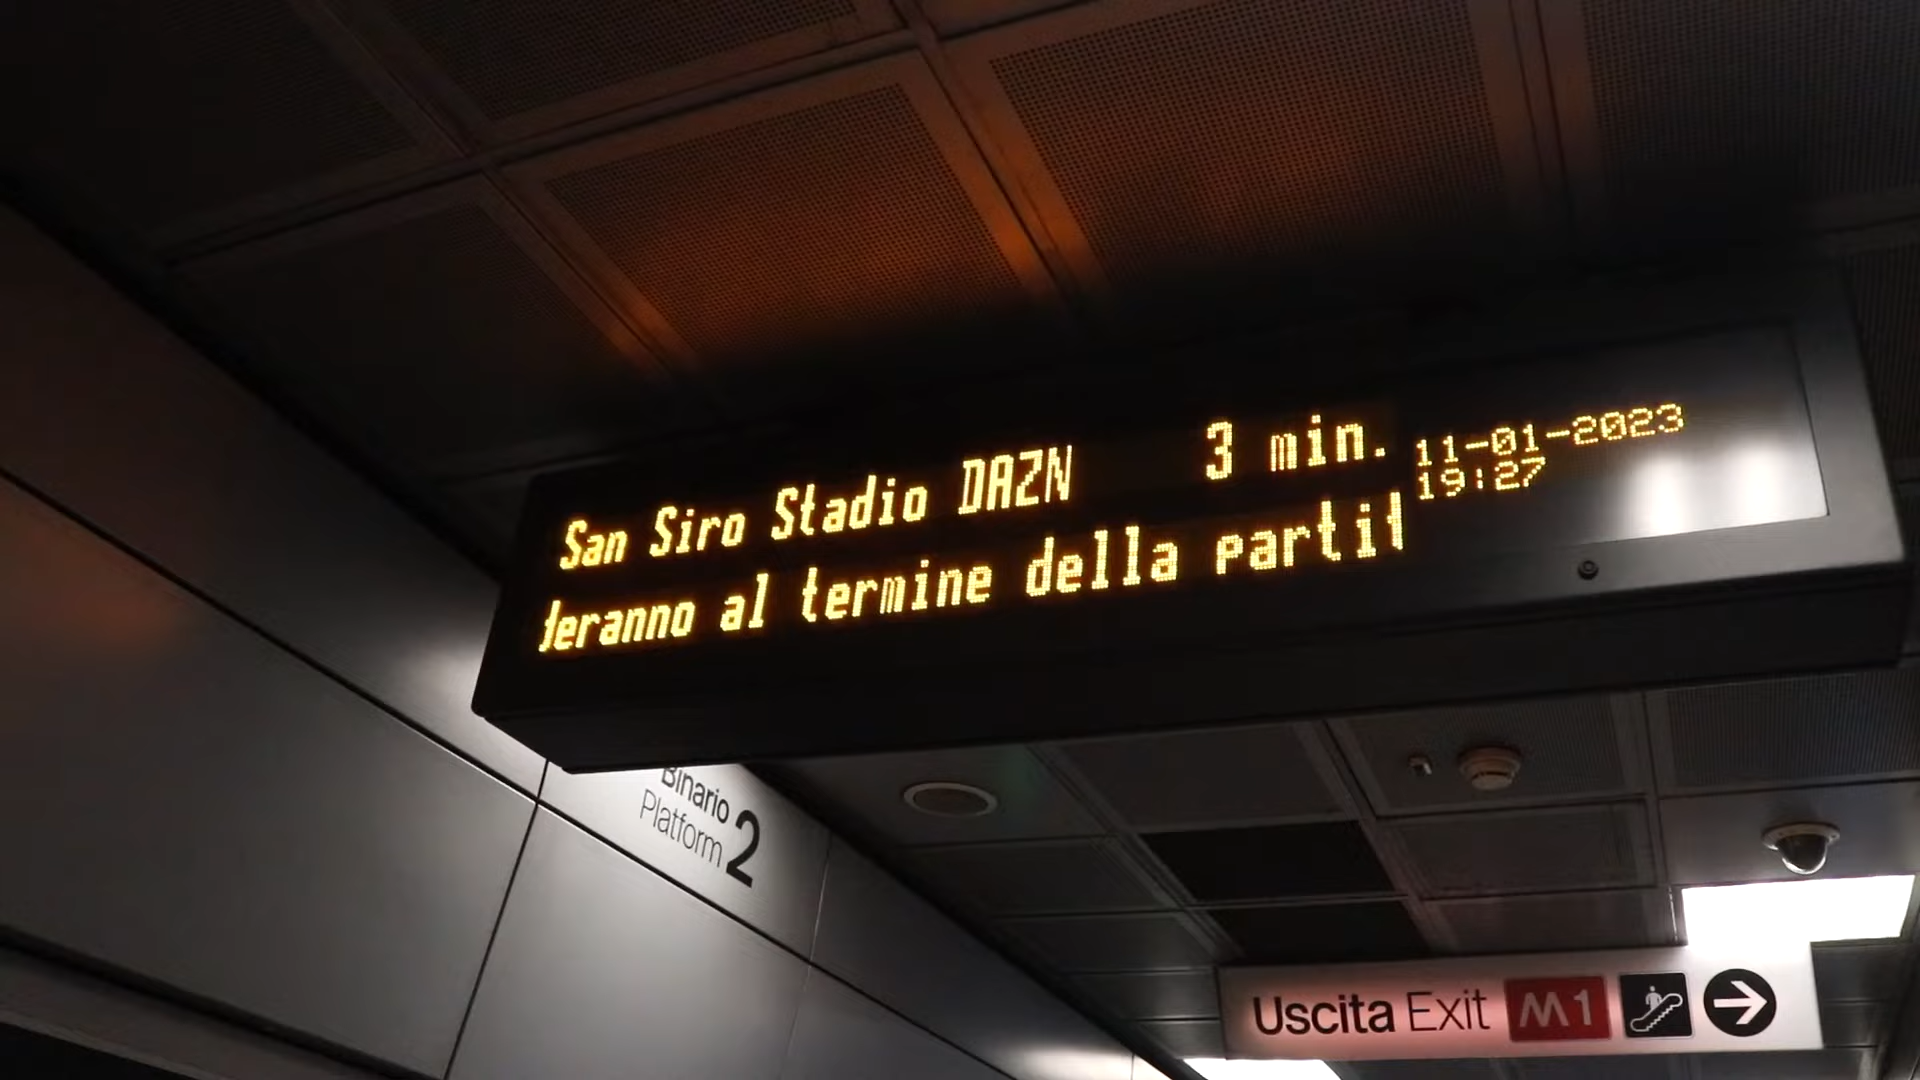 San Siro Stadio DAZN 3 min.
11-01-2023
19:27
deranno al termine della partit
Binario
Platform
2
Uscita Exit M1